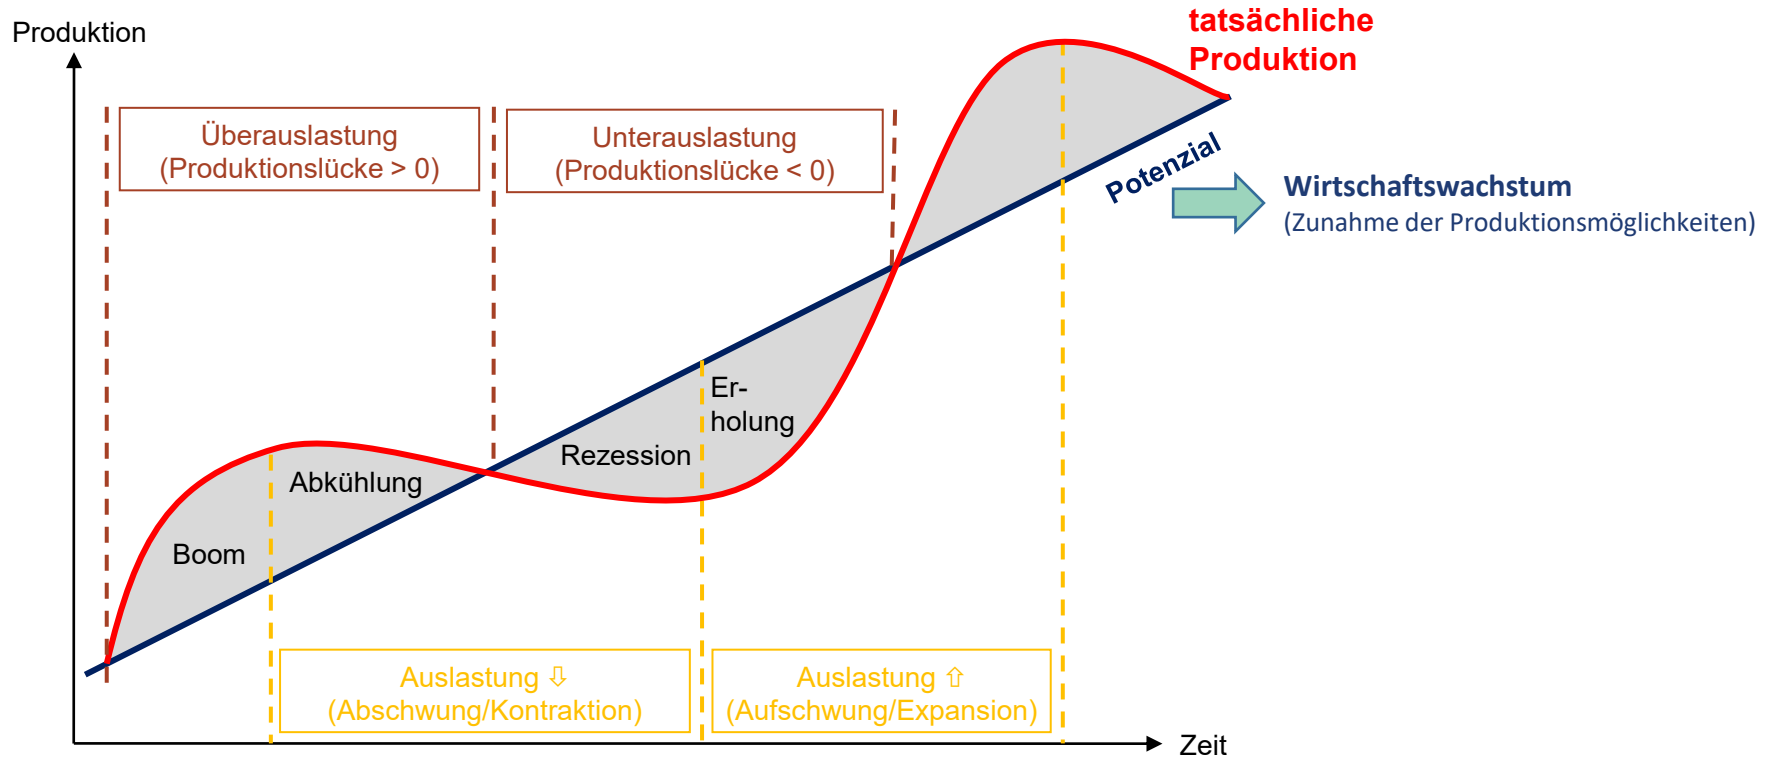 tatsächliche
Produktion
Produktion
Überauslastung
(Produktionslücke > 0)
Unterauslastung
(Produktionslücke < 0)
Potenzial
Wirtschaftswachstum
(Zunahme der Produktionsmöglichkeiten)
Er-
holung
Rezession
Abkühlung
Boom
Auslastung ⇩
(Abschwung/Kontraktion)
Auslastung ⇧
(Aufschwung/Expansion)
Zeit